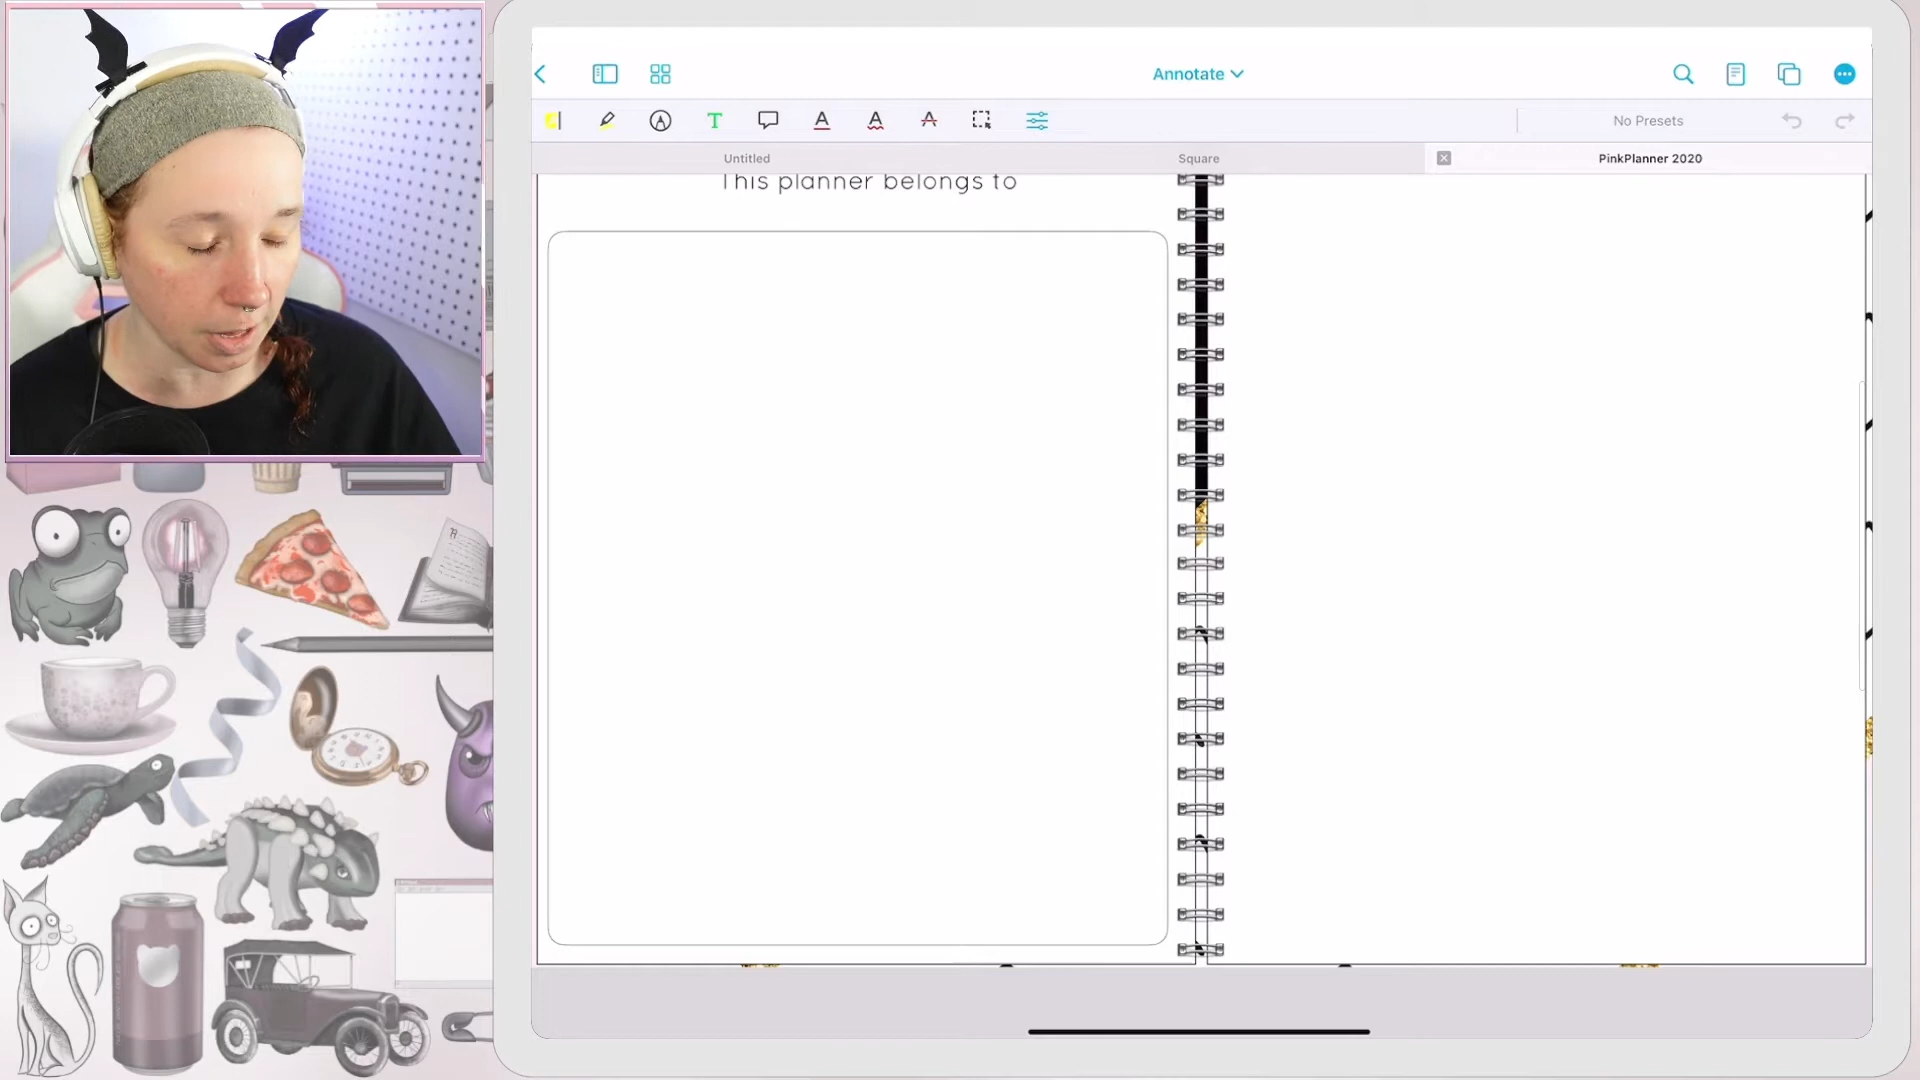 Annotate
No Presets
Untitled
Square
PinkPlanner 2020
This planner belongs to